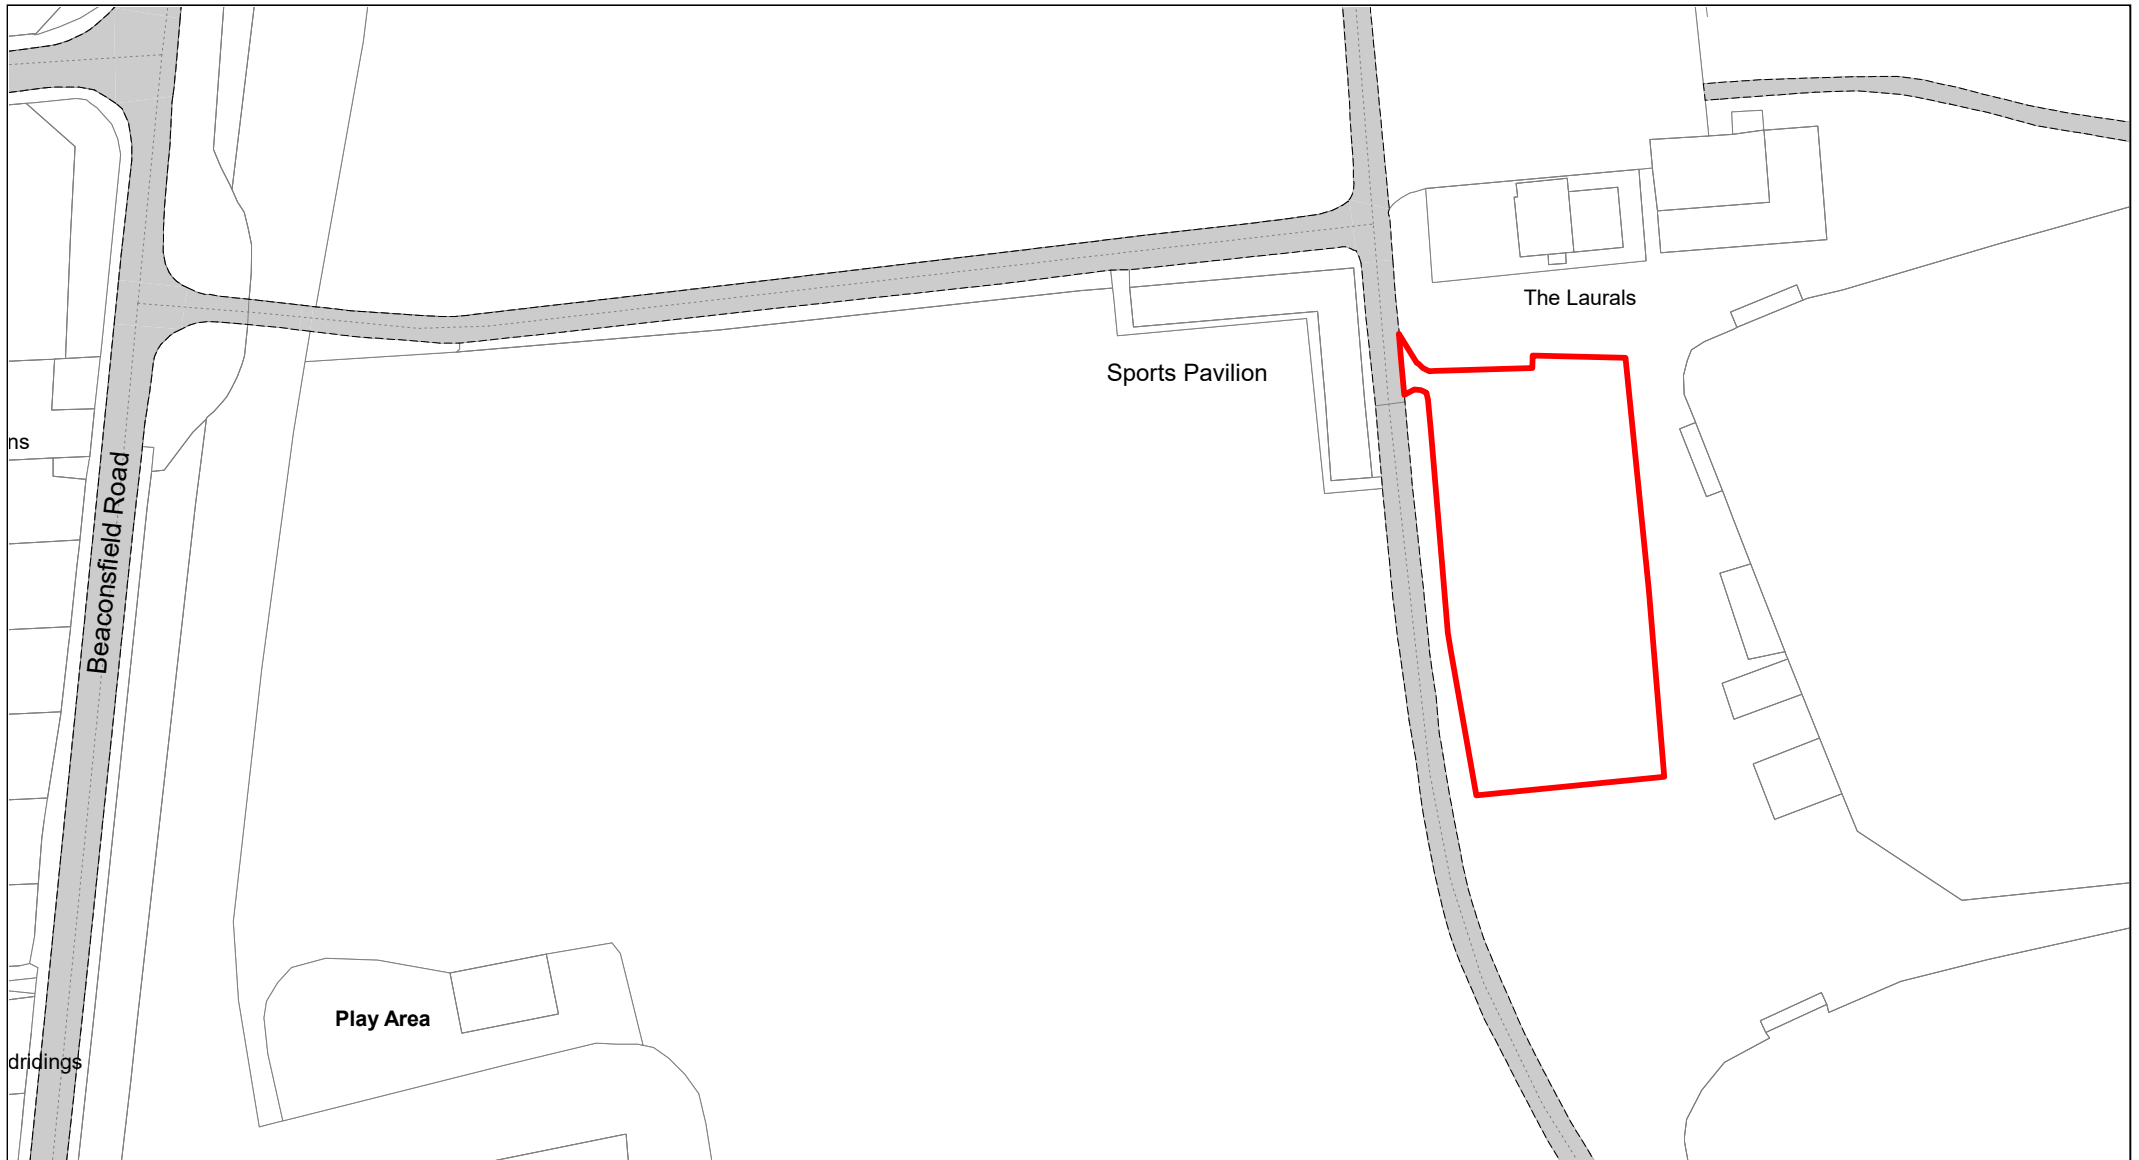 The Laurals
Sports Pavilion
ns
Beaconsfield Road
Play Area
dridings